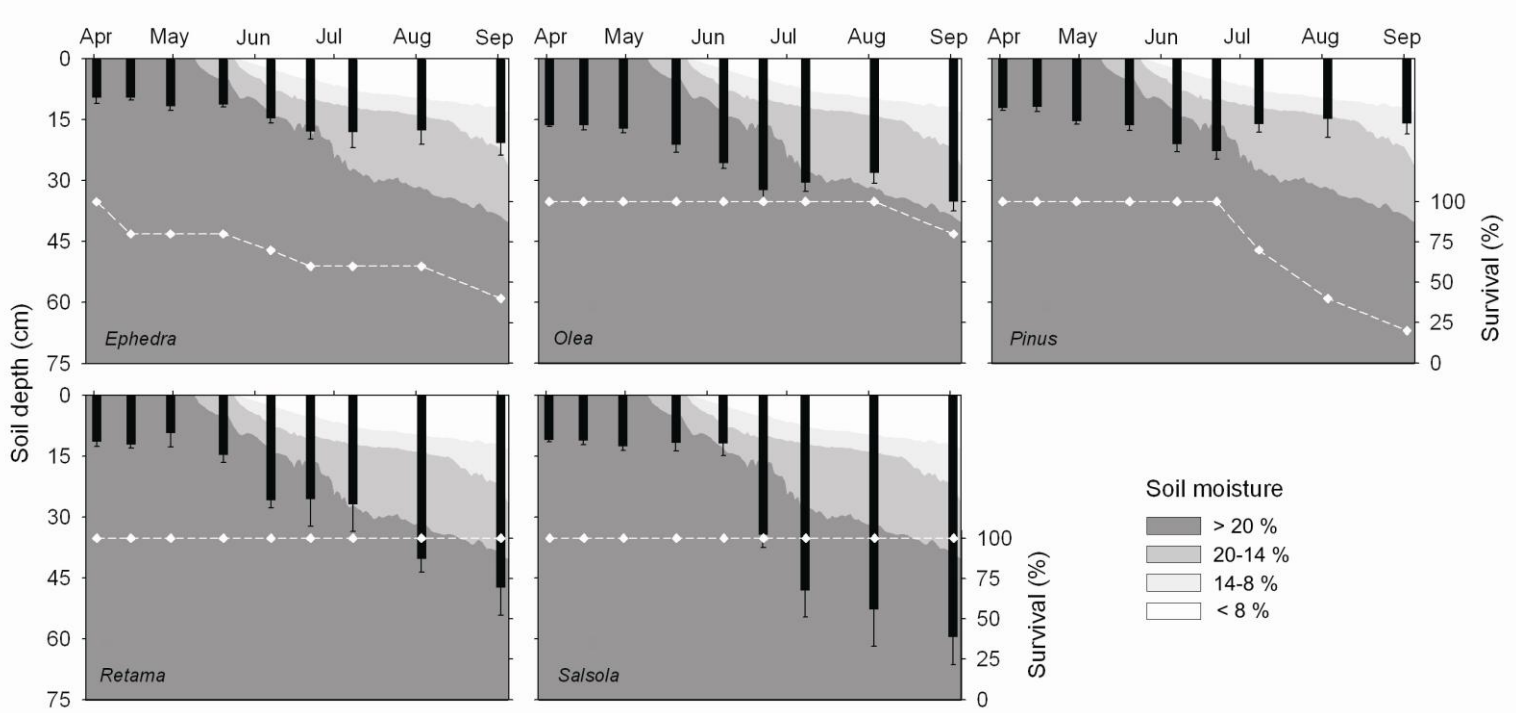 Apr May Jun Jul Aug Sep Apr May Jun Jul Aug Sep Apr May Jun Jul Aug Sep
0
15
30
45
60
75
Ephedra
Olea
Pinus
100
75
50
25
0
Survival (%)
Soil depth (cm)
0
15
30
45
60
75
Retama
Salsola
100
75
50
25
0
Survival (%)
Soil moisture
> 20 %
20-14 %
14-8 %
< 8 %